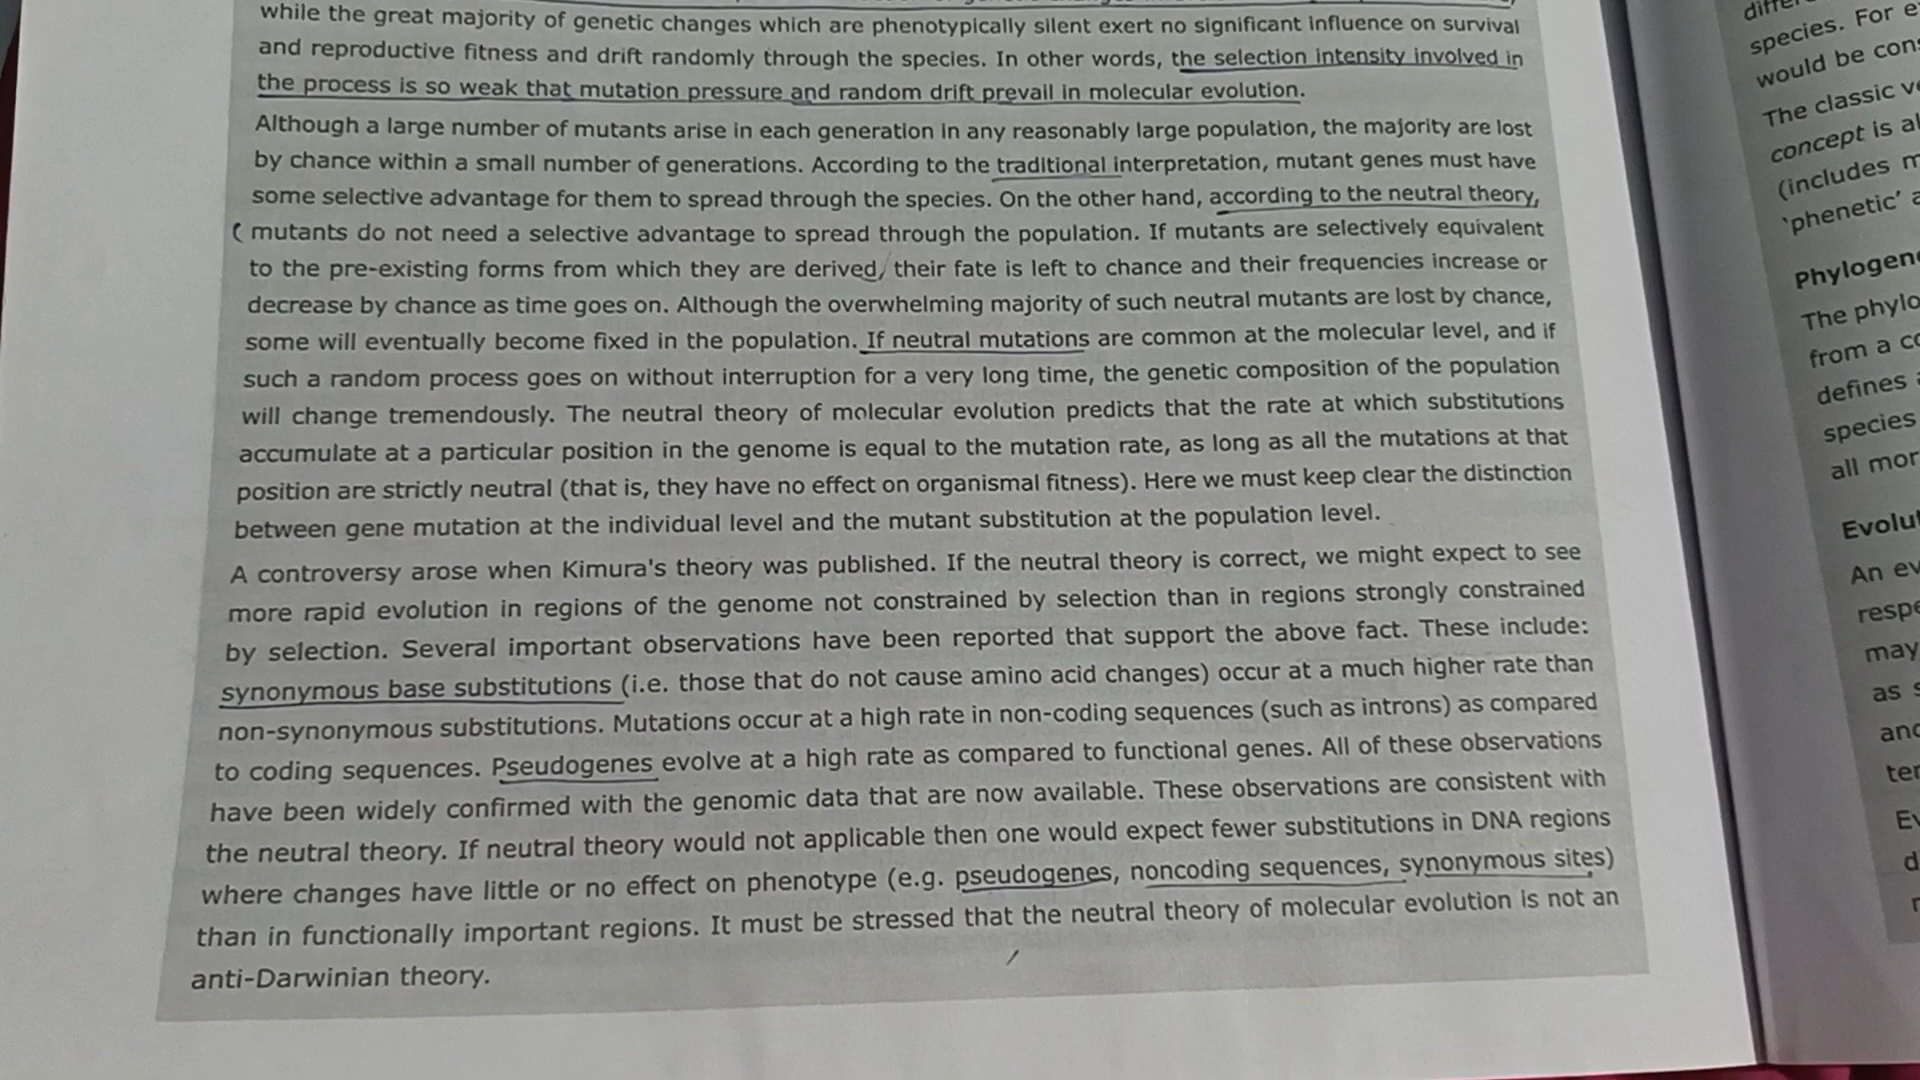 while the great majority of genetic changes which are phenotypically silent exert no significant influence on survival
and reproductive fitness and drift randomly through the species. In other words, the selection intensity involved in
the process is so weak that mutation pressure and random drift prevail in molecular evolution.
Although a large number of mutants arise in each generation in any reasonably large population, the majority are lost
by chance within a small number of generations. According to the traditional interpretation, mutant genes must have
some selective advantage for them to spread through the species. On the other hand, according to the neutral theory,
mutants do not need a selective advantage to spread through the population. If mutants are selectively equivalent
to the pre-existing forms from which they are derived, their fate is left to chance and their frequencies increase or
decrease by chance as time goes on. Although the overwhelming majority of such neutral mutants are lost by chance,
some will eventually become fixed in the population. If neutral mutations are common at the molecular level, and if
such a random process goes on without interruption for a very long time, the genetic composition of the population
will change tremendously. The neutral theory of molecular evolution predicts that the rate at which substitutions
accumulate at a particular position in the genome is equal to the mutation rate, as long as all the mutations at that
position are strictly neutral (that is, they have no effect on organismal fitness). Here we must keep clear the distinction
between gene mutation at the individual level and the mutant substitution at the population level.
A controversy arose when Kimura's theory was published. If the neutral theory is correct, we might expect to see
more rapid evolution in regions of the genome not constrained by selection than in regions strongly constrained
by selection. Several important observations have been reported that support the above fact. These include:
synonymous base substitutions (i.e. those that do not cause amino acid changes) occur at a much higher rate than
non-synonymous substitutions. Mutations occur at a high rate in non-coding sequences (such as introns) as compared
to coding sequences. Pseudogenes evolve at a high rate as compared to functional genes. All of these observations
have been widely confirmed with the genomic data that are now available. These observations are consistent with
the neutral theory. If neutral theory would not applicable then one would expect fewer substitutions in DNA regions
where changes have little or no effect on phenotype (e.g. pseudogenes, noncoding sequences, synonymous sites)
than in functionally important regions. It must be stressed that the neutral theory of molecular evolution is not an
anti-Darwinian theory.
species. For
would be
The classic
concept is
(includes
'phenetic'
The phylo
from a
defines
species
all
An
may
as